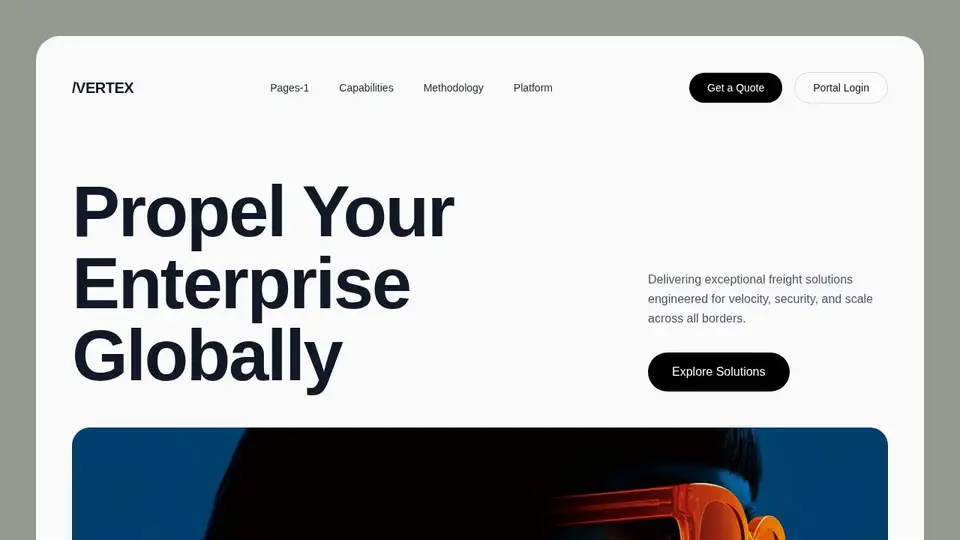 /VERTEX
Pages-1
Capabilities
Methodology
Platform
Get a Quote
Portal Login
Propel Your
Enterprise
Globally
Delivering exceptional freight solutions
engineered for velocity, security, and scale
across all borders.
Explore Solutions